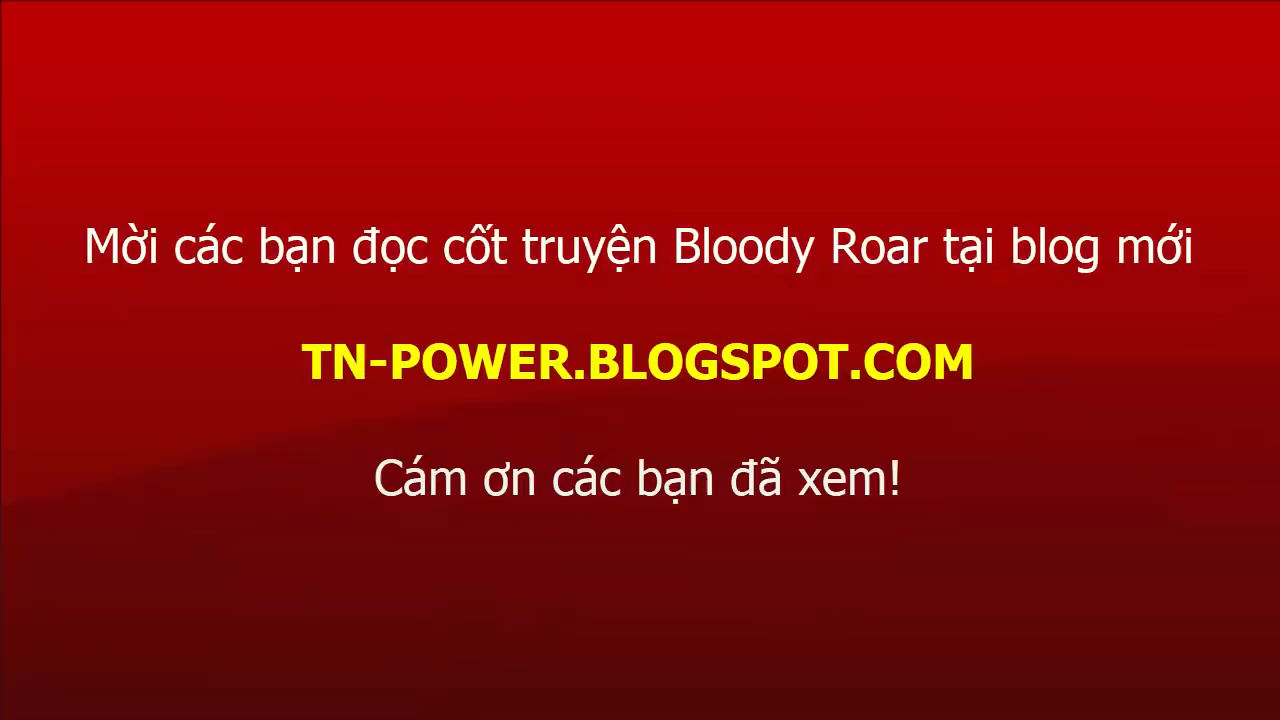 Mời các bạn đọc cốt truyện Bloody Roar tại blog mới
TN-POWER.BLOGSPOT.COM
Cám ơn các bạn đã xem!